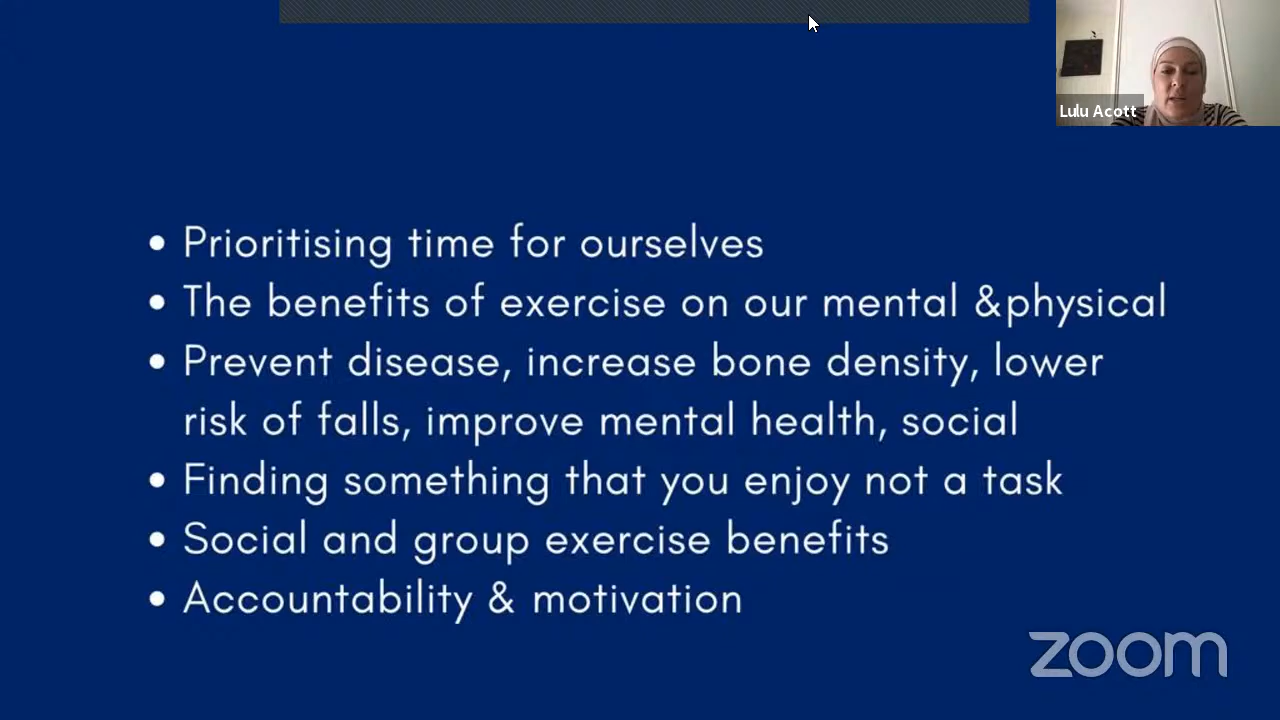 Lulu Acott
• Prioritising time for ourselves
• The benefits of exercise on our mental &physical
• Prevent disease, increase bone density, lower
risk of falls, improve mental health, social
• Finding something that you enjoy not a task
• Social and group exercise benefits
• Accountability & motivation
zoom